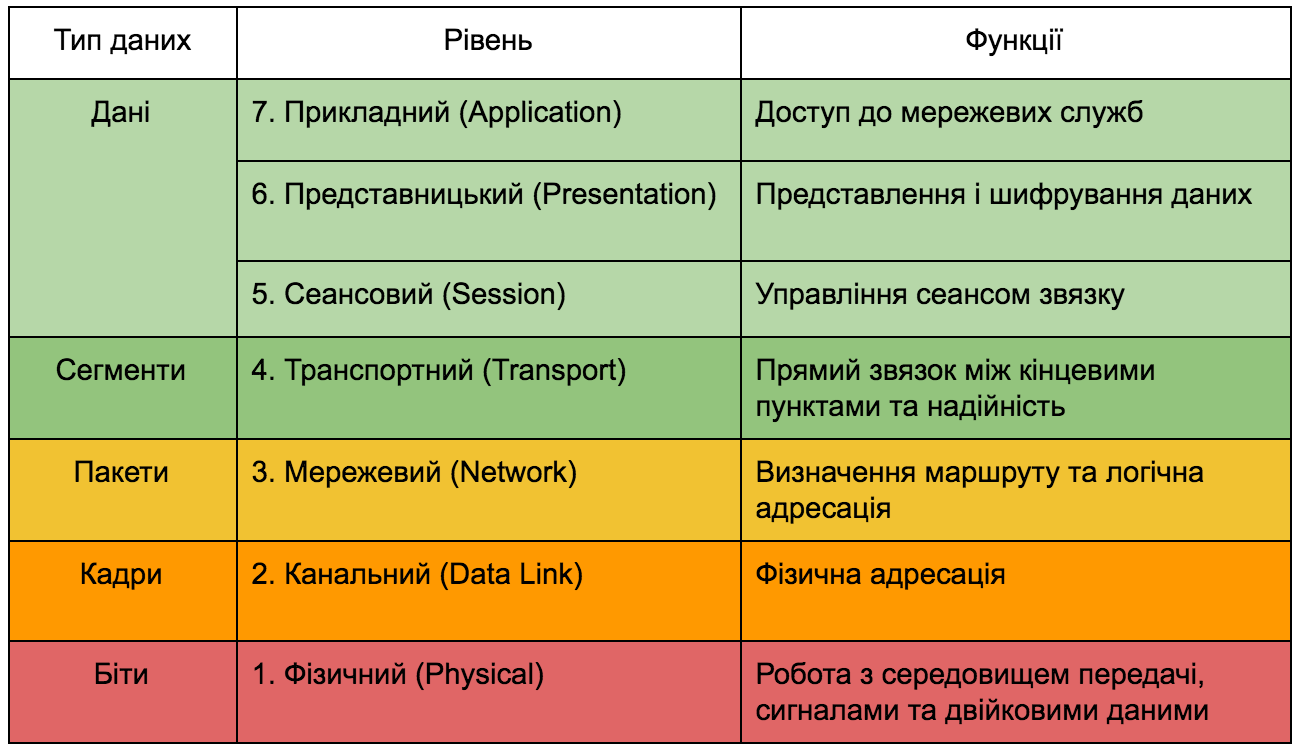 Тип даних
Рівень
Функції
Дані
7. Прикладний (Application)
Доступ до мережевих служб
6. Представницький (Presentation)
Представлення і шифрування даних
5. Сеансовий (Session)
Управління сеансом звязку
Сегменти
4. Транспортний (Transport)
Прямий звязок між кінцевими
пунктами та надійність
Пакети
3. Мережевий (Network)
Визначення маршруту та логічна
адресація
Кадри
2. Канальний (Data Link)
Фізична адресація
Біти
1. Фізичний (Physical)
Робота з середовищем передачі,
сигналами та двійковими даними